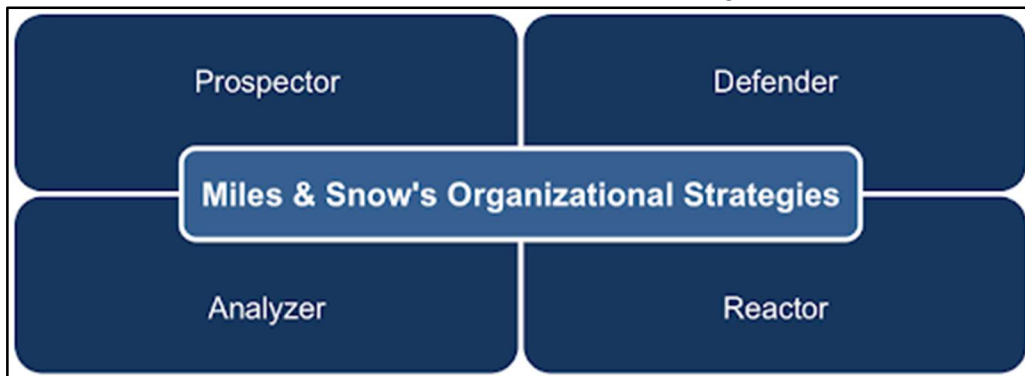 Prospector
Defender
Miles & Snow's Organizational Strategies
Analyzer
Reactor